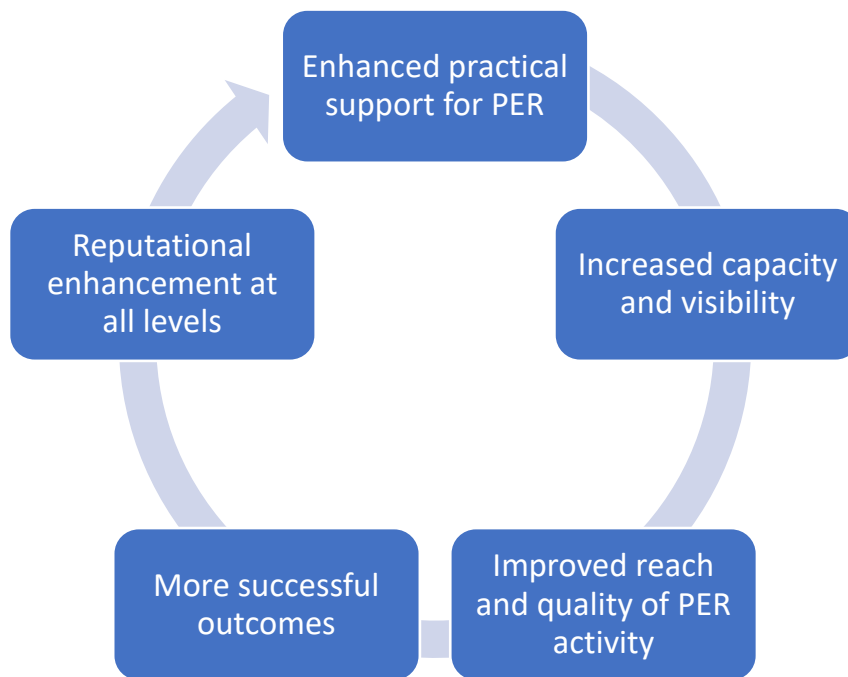 Enhanced practical
support for PER
Increased capacity
and visibility
Improved reach
and quality of PER
activity
More successful
outcomes
Reputational
enhancement at
all levels